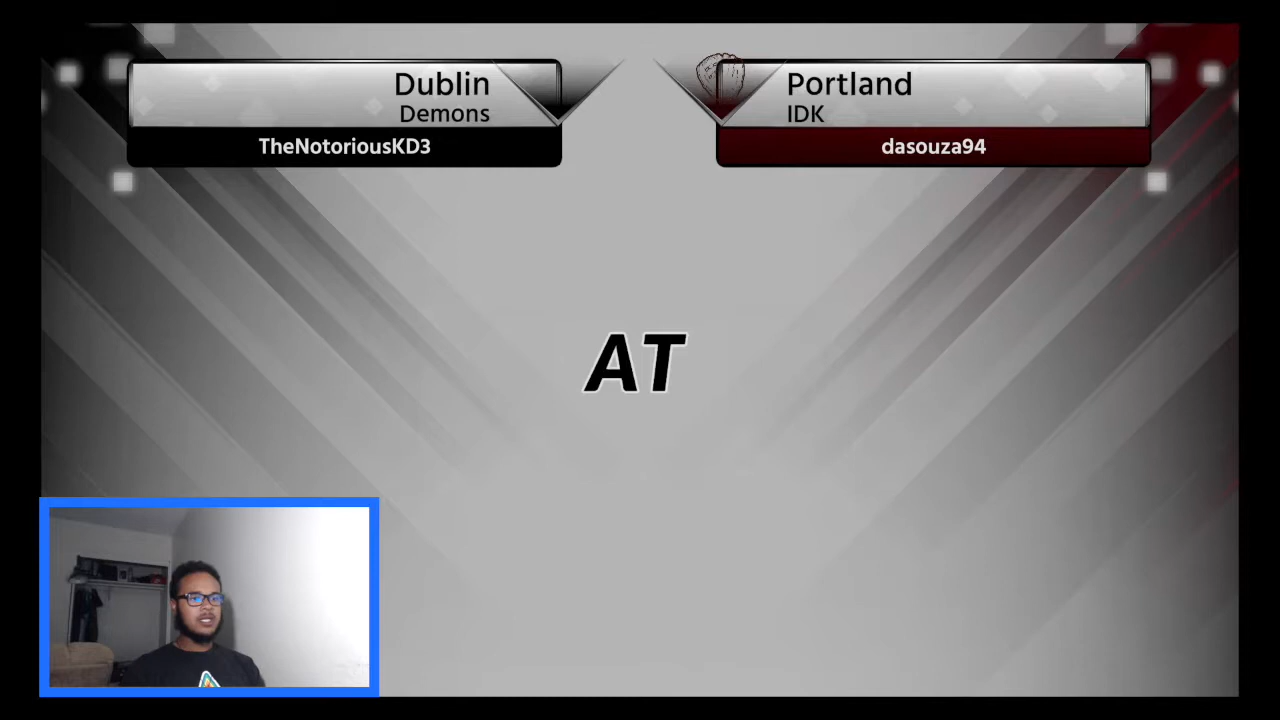 Dublin
Demons
TheNotoriousKD3
Portland
IDK
dasouza94
AT